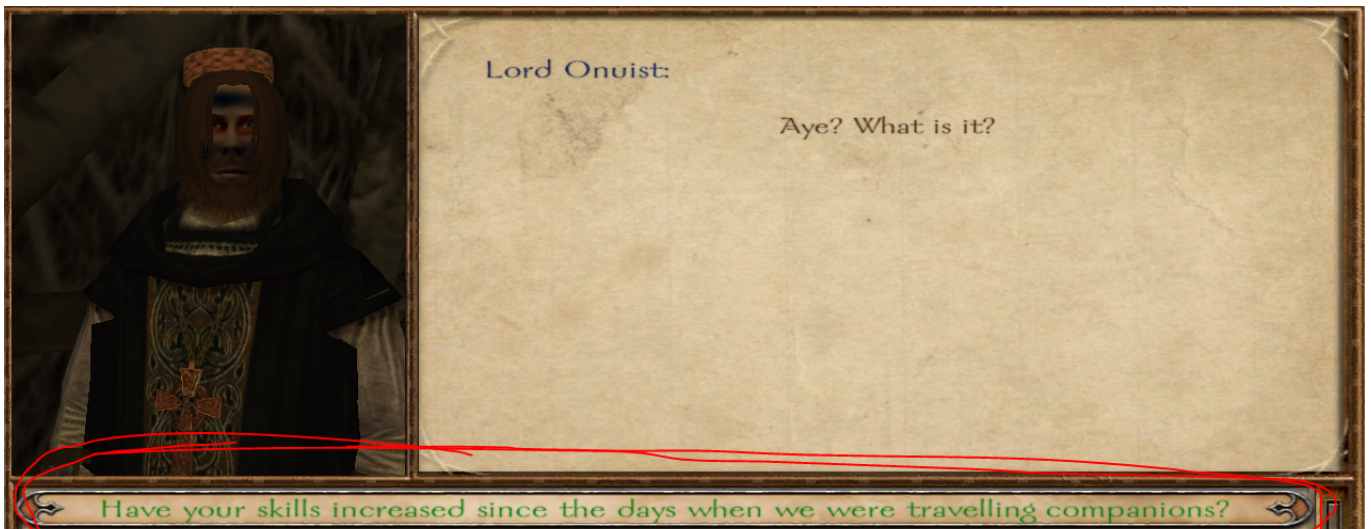 Lord Onuist:
Aye? What is it?
Have your skills increased since the days when we were travelling companions?